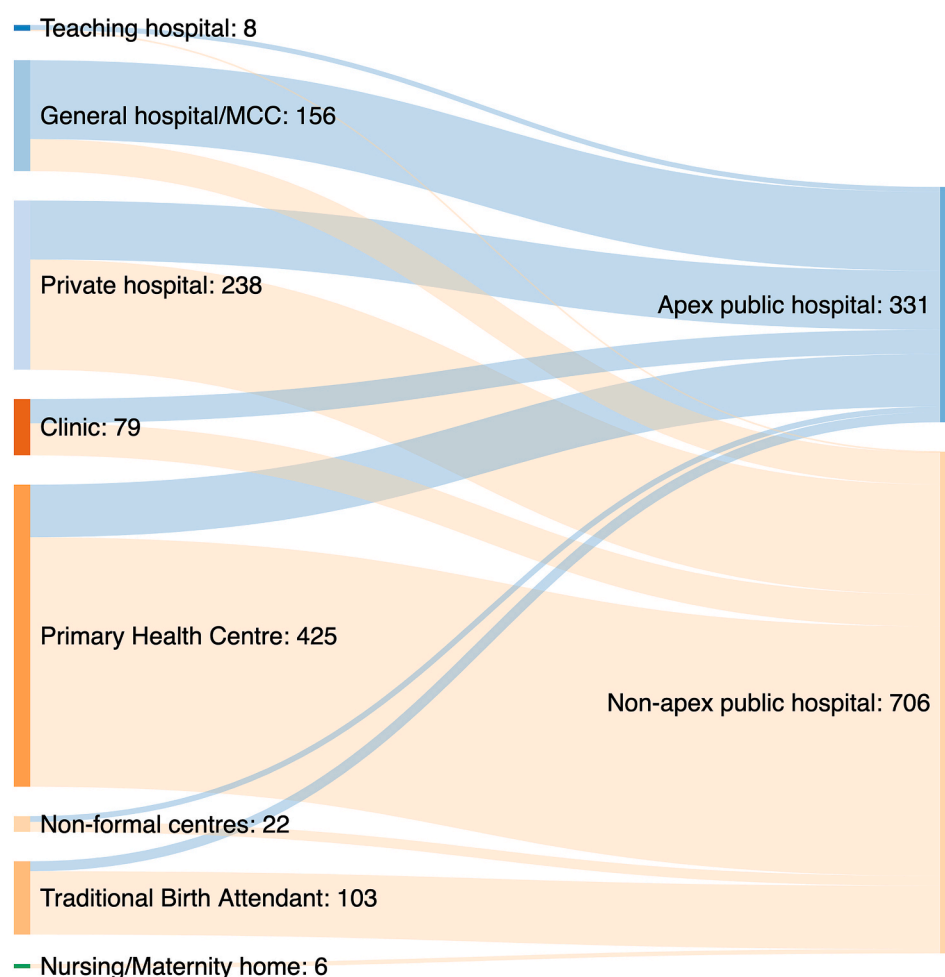 Teaching hospital: 8
General hospital/MCC: 156
Private hospital: 238
Apex public hospital: 331
Clinic: 79
Primary Health Centre: 425
Non-apex public hospital: 706
Non-formal centres: 22
Traditional Birth Attendant: 103
Nursing/Maternity home: 6